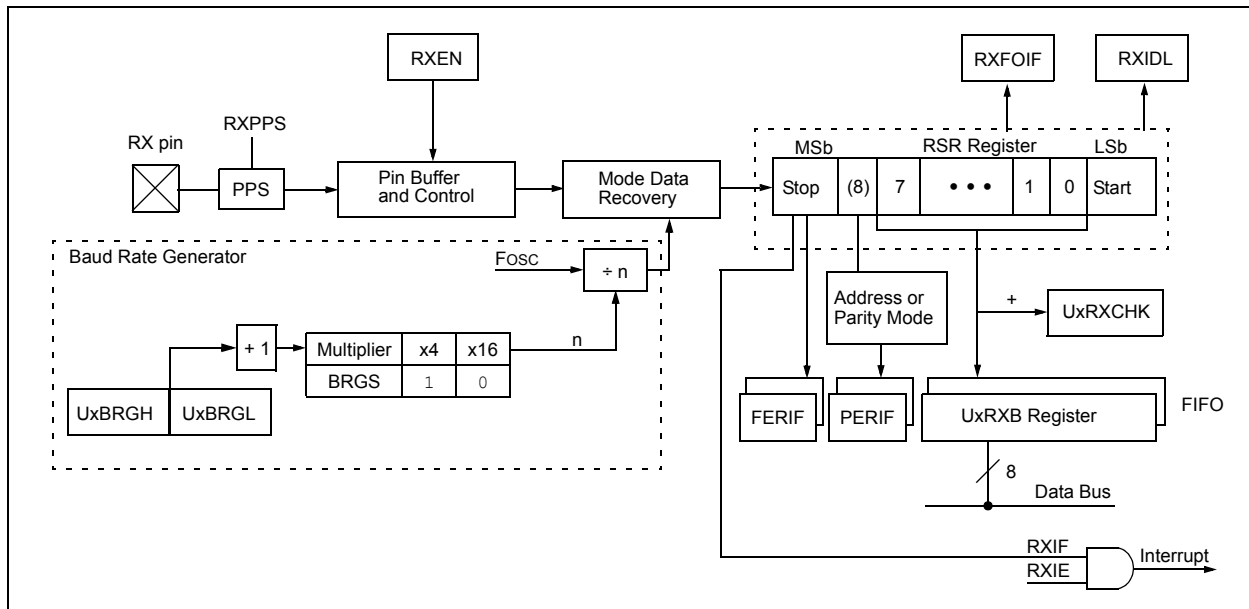 RXEN
RXFOIF
RXIDL
RXPPS
RX pin
PPS
Pin Buffer
and Control
Mode Data
Recovery
MSb
RSR Register
LSb
Stop
(8)
7
• • •
1
0
Start
Baud Rate Generator
FOSC
÷ n
n
+ 1
Multiplier
x4
x16
BRGS
1
0
UxBRGH
UxBRGL
Address or
Parity Mode
+
UxRXCHK
FERIF
PERIF
UxRXB Register
FIFO
8
Data Bus
RXIF
RXIE
Interrupt